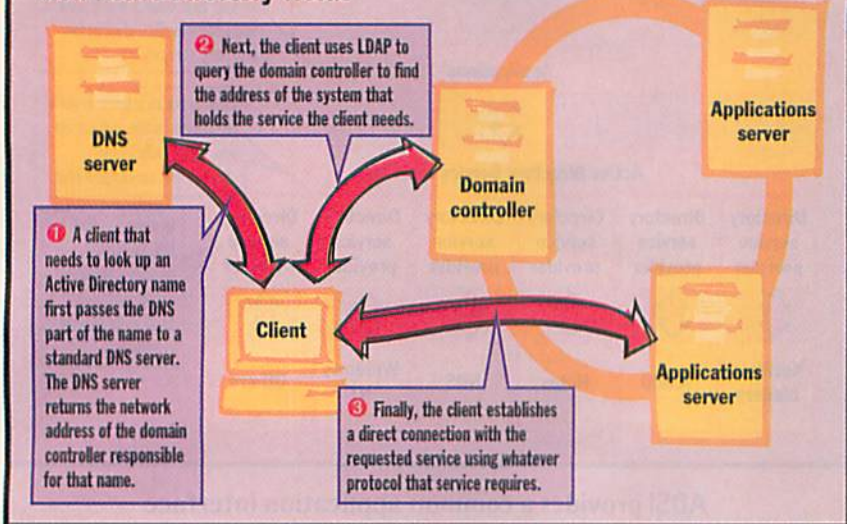 DNS
server
❷ Next, the client uses LDAP to
query the domain controller to find
the address of the system that
holds the service the client needs.
Applications
server
Domain
controller
❶ A client that
needs to look up an
Active Directory name
first passes the DNS
part of the name to a
standard DNS server.
The DNS server
returns the network
address of the domain
controller responsible
for that name.
Client
Applications
server
❸ Finally, the client establishes
a direct connection with the
requested service using whatever
protocol that service requires.